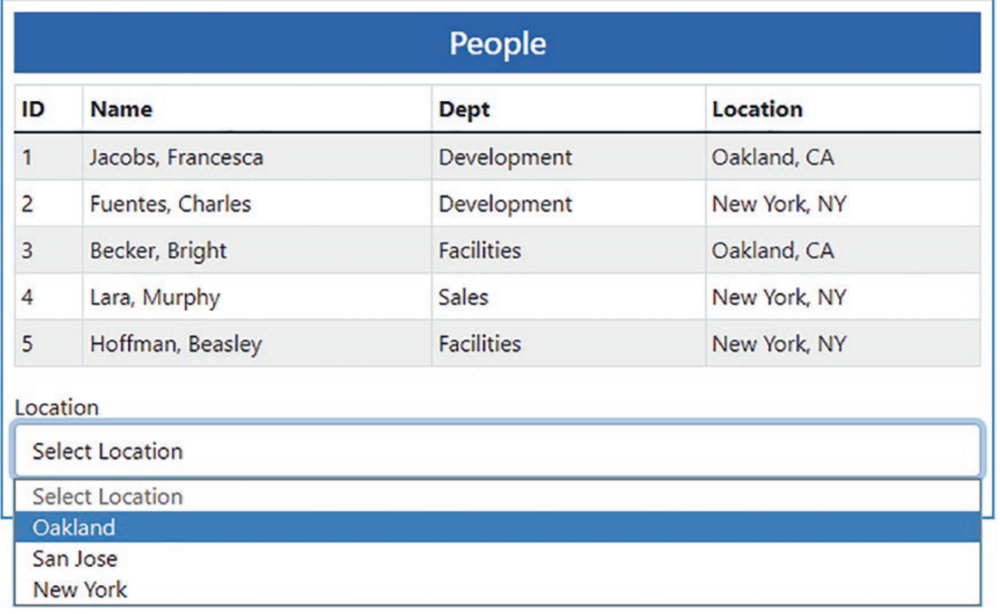 People
ID Name Dept Location
1 Jacobs, Francesca Development Oakland, CA
2 Fuentes, Charles Development New York, NY
3 Becker, Bright Facilities Oakland, CA
4 Lara, Murphy Sales New York, NY
5 Hoffman, Beasley Facilities New York, NY
Location
Select Location
Select Location
Oakland
San Jose
New York